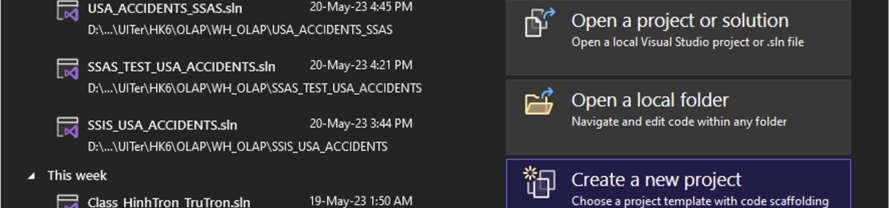 USA_ACCIDENTS_SSAS.sln 20-May-23 4:45 PM
D:\...\UITer\HK6\OLAP\WH_OLAP\USA_ACCIDENTS_SSAS
SSAS_TEST_USA_ACCIDENTS.sln 20-May-23 4:21 PM
D:\...\UITer\HK6\OLAP\WH_OLAP\SSAS_TEST_USA_ACCIDENTS
SSIS_USA_ACCIDENTS.sln 20-May-23 3:44 PM
D:\...\UITer\HK6\OLAP\WH_OLAP\SSIS_USA_ACCIDENTS
This week
Class_HinhTron_TruTron.sln 19-May-23 1:50 AM
Open a project or solution
Open a local Visual Studio project or .sln file
Open a local folder
Navigate and edit code within any folder
Create a new project
Choose a project template with code scaffolding